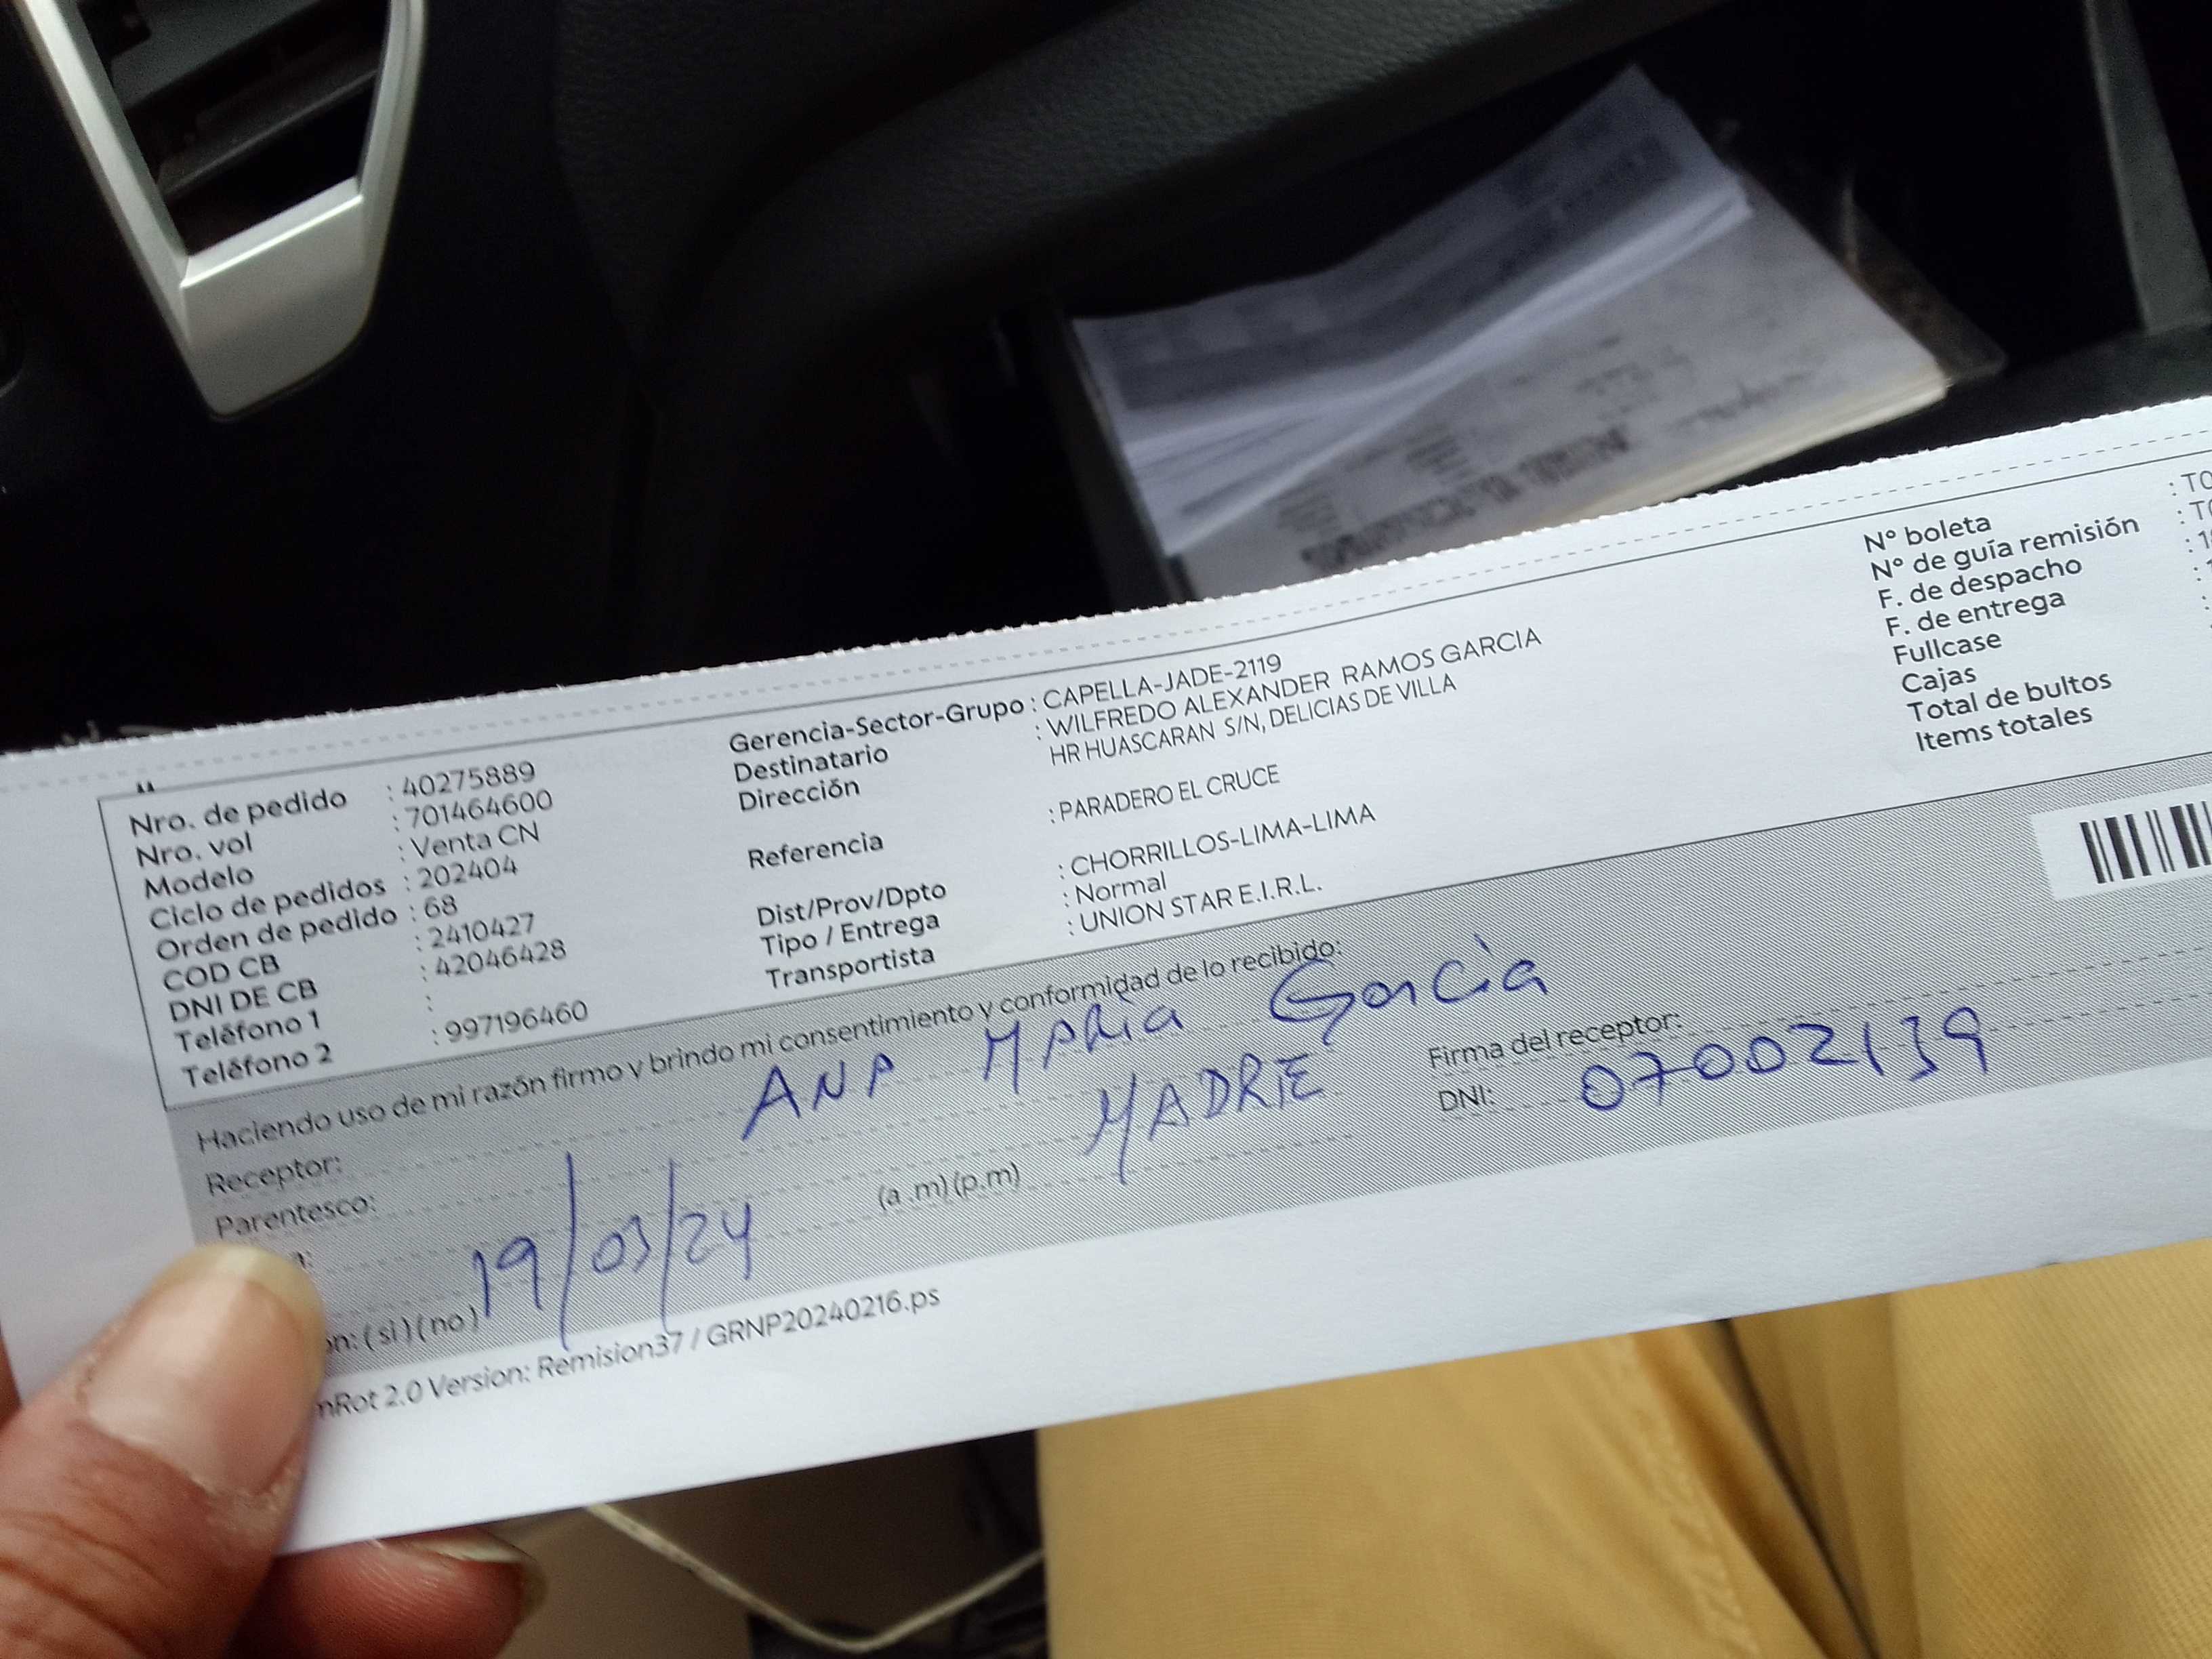 Nro. de pedido : 40275889
Nro. vol : 701464600
Modelo : Venta CN
Ciclo de pedidos : 202404
Orden de pedido : 68
COD CB : 2410427
DNI DE CB : 42046428
Teléfono 1 :
Teléfono 2 : 997196460
Gerencia-Sector-Grupo : CAPELLA-JADE-2119
Destinatario : WILFREDO ALEXANDER RAMOS GARCIA
Dirección HR HUASCARAN S/N, DELICIAS DE VILLA
Referencia : PARADERO EL CRUCE
Dist/Prov/Dpto : CHORRILLOS-LIMA-LIMA
Tipo / Entrega : Normal
Transportista : UNION STAR E.I.R.L.
N° boleta : T0
N° de guía remisión
F. de despacho
F. de entrega
Fullcase
Cajas
Total de bultos
Items totales
Haciendo uso de mi razón firmo y brindo mi consentimiento y conformidad de lo recibido:
Receptor: ANA MARIA Garcia
Firma del receptor:
Parentesco: MADRE
DNI: 07002139
19/03/24
(a.m)(p.m)
(si)(no)
2.0 Version: Remision37 / GRNP20240216.ps